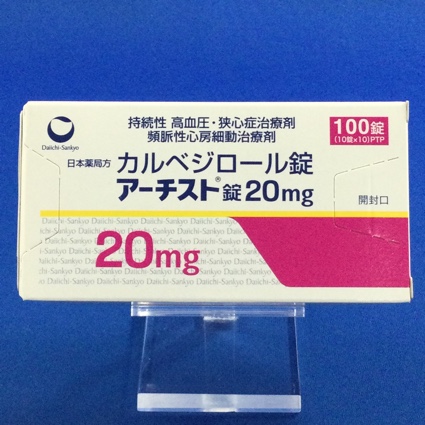 Daiichi-Sankyo
持続性 高血圧・狭心症治療剤
頻脈性心房細動治療剤
100錠
(10錠×10)PTP
日本薬局方 カルベジロール錠
アーチスト®錠20mg
開封口
Daiichi-Sankyo Daiichi-Sankyo Daiichi-Sankyo
20mg